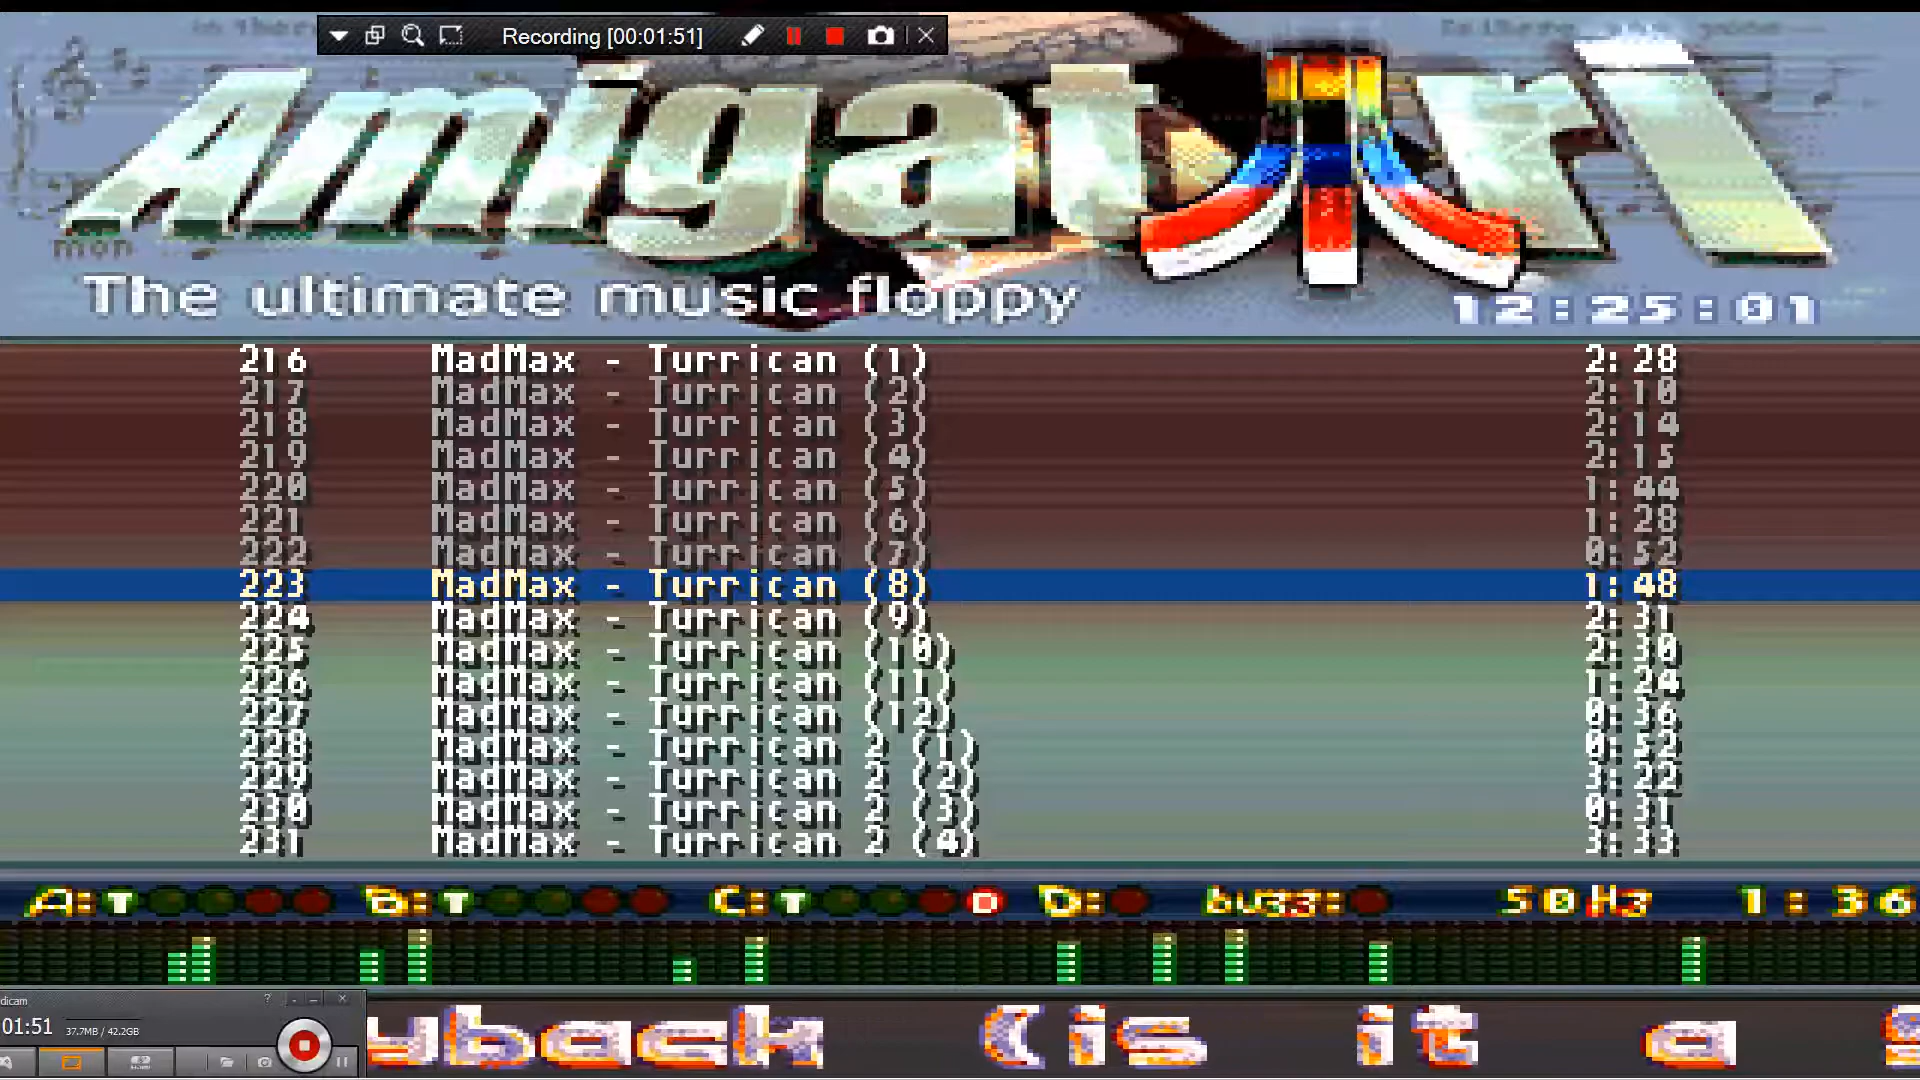 Recording [00:01:51]
Amigatari
mon
The ultimate music floppy
12:25:01
216 MadMax - Turrican (1) 2:28
217 MadMax - Turrican (2) 2:10
218 MadMax - Turrican (3) 2:14
219 MadMax - Turrican (4) 2:15
220 MadMax - Turrican (5) 1:44
221 MadMax - Turrican (6) 1:28
222 MadMax - Turrican (7) 0:52
223 MadMax - Turrican (8) 1:48
224 MadMax - Turrican (9) 2:31
225 MadMax - Turrican (10) 2:30
226 MadMax - Turrican (11) 1:24
227 MadMax - Turrican (12) 0:36
228 MadMax - Turrican 2 (1) 0:52
229 MadMax - Turrican 2 (2) 3:22
230 MadMax - Turrican 2 (3) 0:31
231 MadMax - Turrican 2 (4) 3:33
A:T B:T C:T D: buzz: 50Hz 1:36
dicam
01:51 37.7MB / 42.2GB
yback (is it a